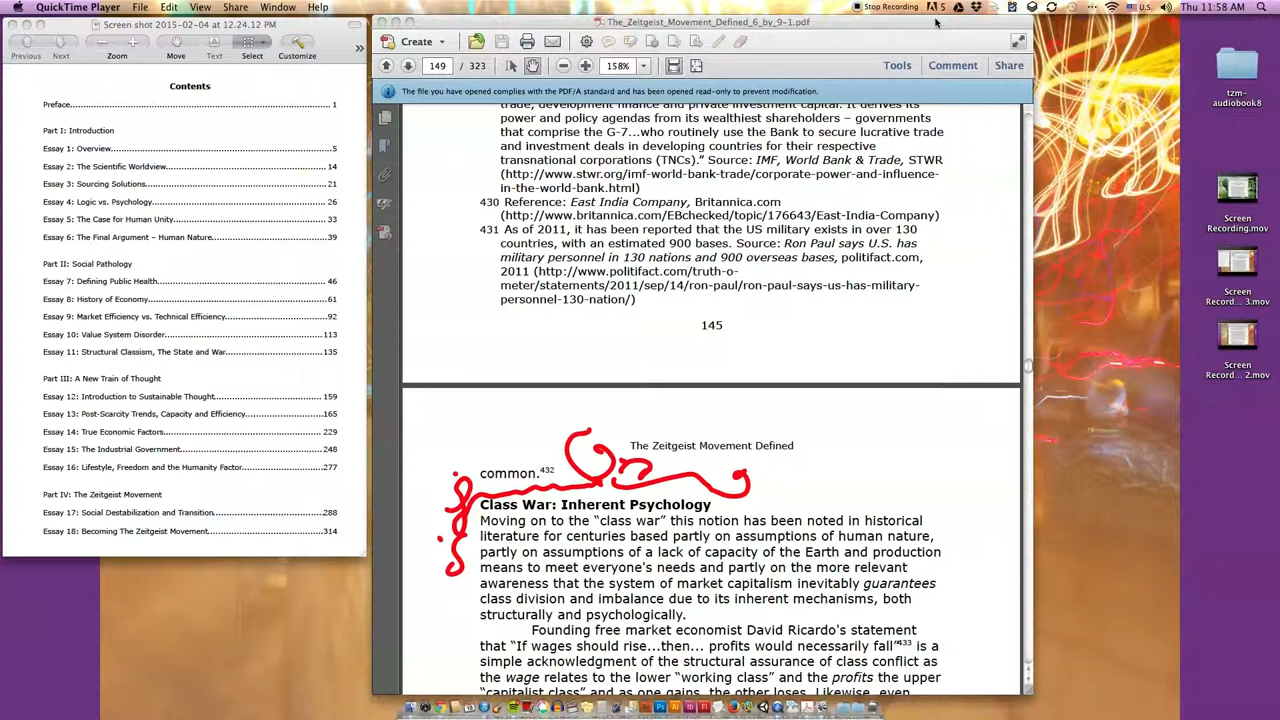 QuickTime Player File Edit View Share Window Help
Stop Recording 5 U.S. Thu 11:58 AM
Screen shot 2015-02-04 at 12.24.12 PM
Previous Next Zoom Move Text Select Customize
Contents
Preface 1
Part I: Introduction
Essay 1: Overview 5
Essay 2: The Scientific Worldview 14
Essay 3: Sourcing Solutions 21
Essay 4: Logic vs. Psychology 26
Essay 5: The Case for Human Unity 33
Essay 6: The Final Argument – Human Nature 39
Part II: Social Pathology
Essay 7: Defining Public Health 46
Essay 8: History of Economy 61
Essay 9: Market Efficiency vs. Technical Efficiency 92
Essay 10: Value System Disorder 113
Essay 11: Structural Classism, The State and War 135
Part III: A New Train of Thought
Essay 12: Introduction to Sustainable Thought 159
Essay 13: Post-Scarcity Trends, Capacity and Efficiency 165
Essay 14: True Economic Factors 229
Essay 15: The Industrial Government 248
Essay 16: Lifestyle, Freedom and the Humanity Factor 277
Part IV: The Zeitgeist Movement
Essay 17: Social Destabilization and Transition 288
Essay 18: Becoming The Zeitgeist Movement 314
The_Zeitgeist_Movement_Defined_6_by_9-1.pdf
Create
149 / 323 158% Tools Comment Share
The file you have opened complies with the PDF/A standard and has been opened read-only to prevent modification.
trade, development finance and private investment capital. It derives its
power and policy agendas from its wealthiest shareholders – governments
that comprise the G-7...who routinely use the Bank to secure lucrative trade
and investment deals in developing countries for their respective
transnational corporations (TNCs)." Source: IMF, World Bank & Trade, STWR
(http://www.stwr.org/imf-world-bank-trade/corporate-power-and-influence-
in-the-world-bank.html)
430 Reference: East India Company, Britannica.com
(http://www.britannica.com/EBchecked/topic/176643/East-India-Company)
431 As of 2011, it has been reported that the US military exists in over 130
countries, with an estimated 900 bases. Source: Ron Paul says U.S. has
military personnel in 130 nations and 900 overseas bases, politifact.com,
2011 (http://www.politifact.com/truth-o-
meter/statements/2011/sep/14/ron-paul/ron-paul-says-us-has-military-
personnel-130-nation/)
145
The Zeitgeist Movement Defined
common.432
Class War: Inherent Psychology
Moving on to the “class war” this notion has been noted in historical
literature for centuries based partly on assumptions of human nature,
partly on assumptions of a lack of capacity of the Earth and production
means to meet everyone's needs and partly on the more relevant
awareness that the system of market capitalism inevitably guarantees
class division and imbalance due to its inherent mechanisms, both
structurally and psychologically.
Founding free market economist David Ricardo's statement
that “If wages should rise...then... profits would necessarily fall”433 is a
simple acknowledgment of the structural assurance of class conflict as
the wage relates to the lower “working class” and the profits the upper
“capitalist class” and as one gains, the other loses. Likewise, even
tzm-
audiobook8
Screen
Recording.mov
Screen
Record... 3.mov
Screen
Record... 2.mov